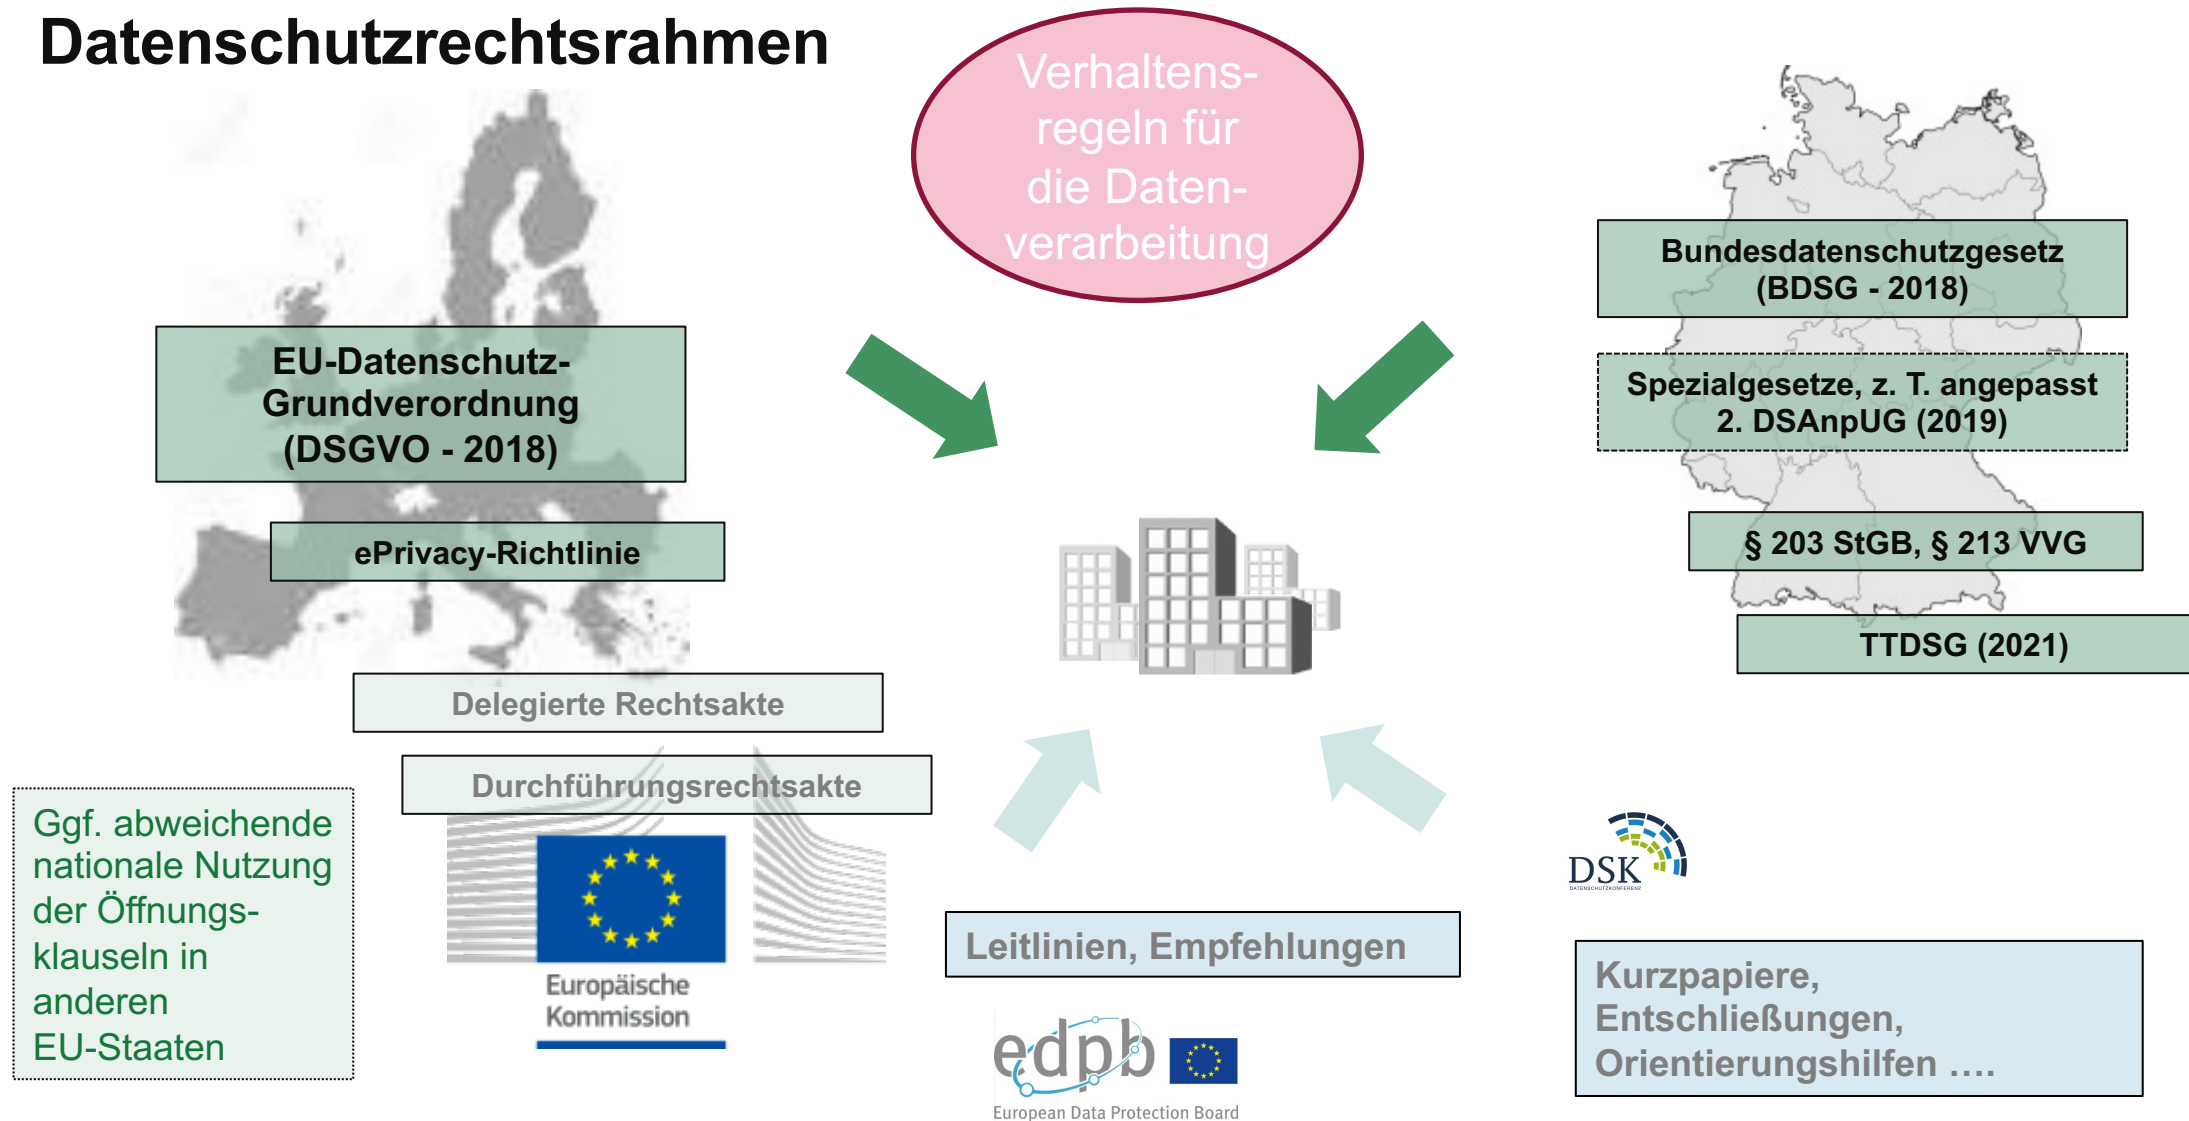 Datenschutzrechtsrahmen
Verhaltens-
regeln für
die Daten-
verarbeitung
EU-Datenschutz-
Grundverordnung
(DSGVO - 2018)
ePrivacy-Richtlinie
Delegierte Rechtsakte
Durchführungsrechtsakte
Ggf. abweichende
nationale Nutzung
der Öffnungs-
klauseln in
anderen
EU-Staaten
Europäische
Kommission
Leitlinien, Empfehlungen
edpb
European Data Protection Board
Bundesdatenschutzgesetz
(BDSG - 2018)
Spezialgesetze, z. T. angepasst
2. DSAnpUG (2019)
§ 203 StGB, § 213 VVG
TTDSG (2021)
DSK
DATENSCHUTZKONFERENZ
Kurzpapiere,
Entschließungen,
Orientierungshilfen ….